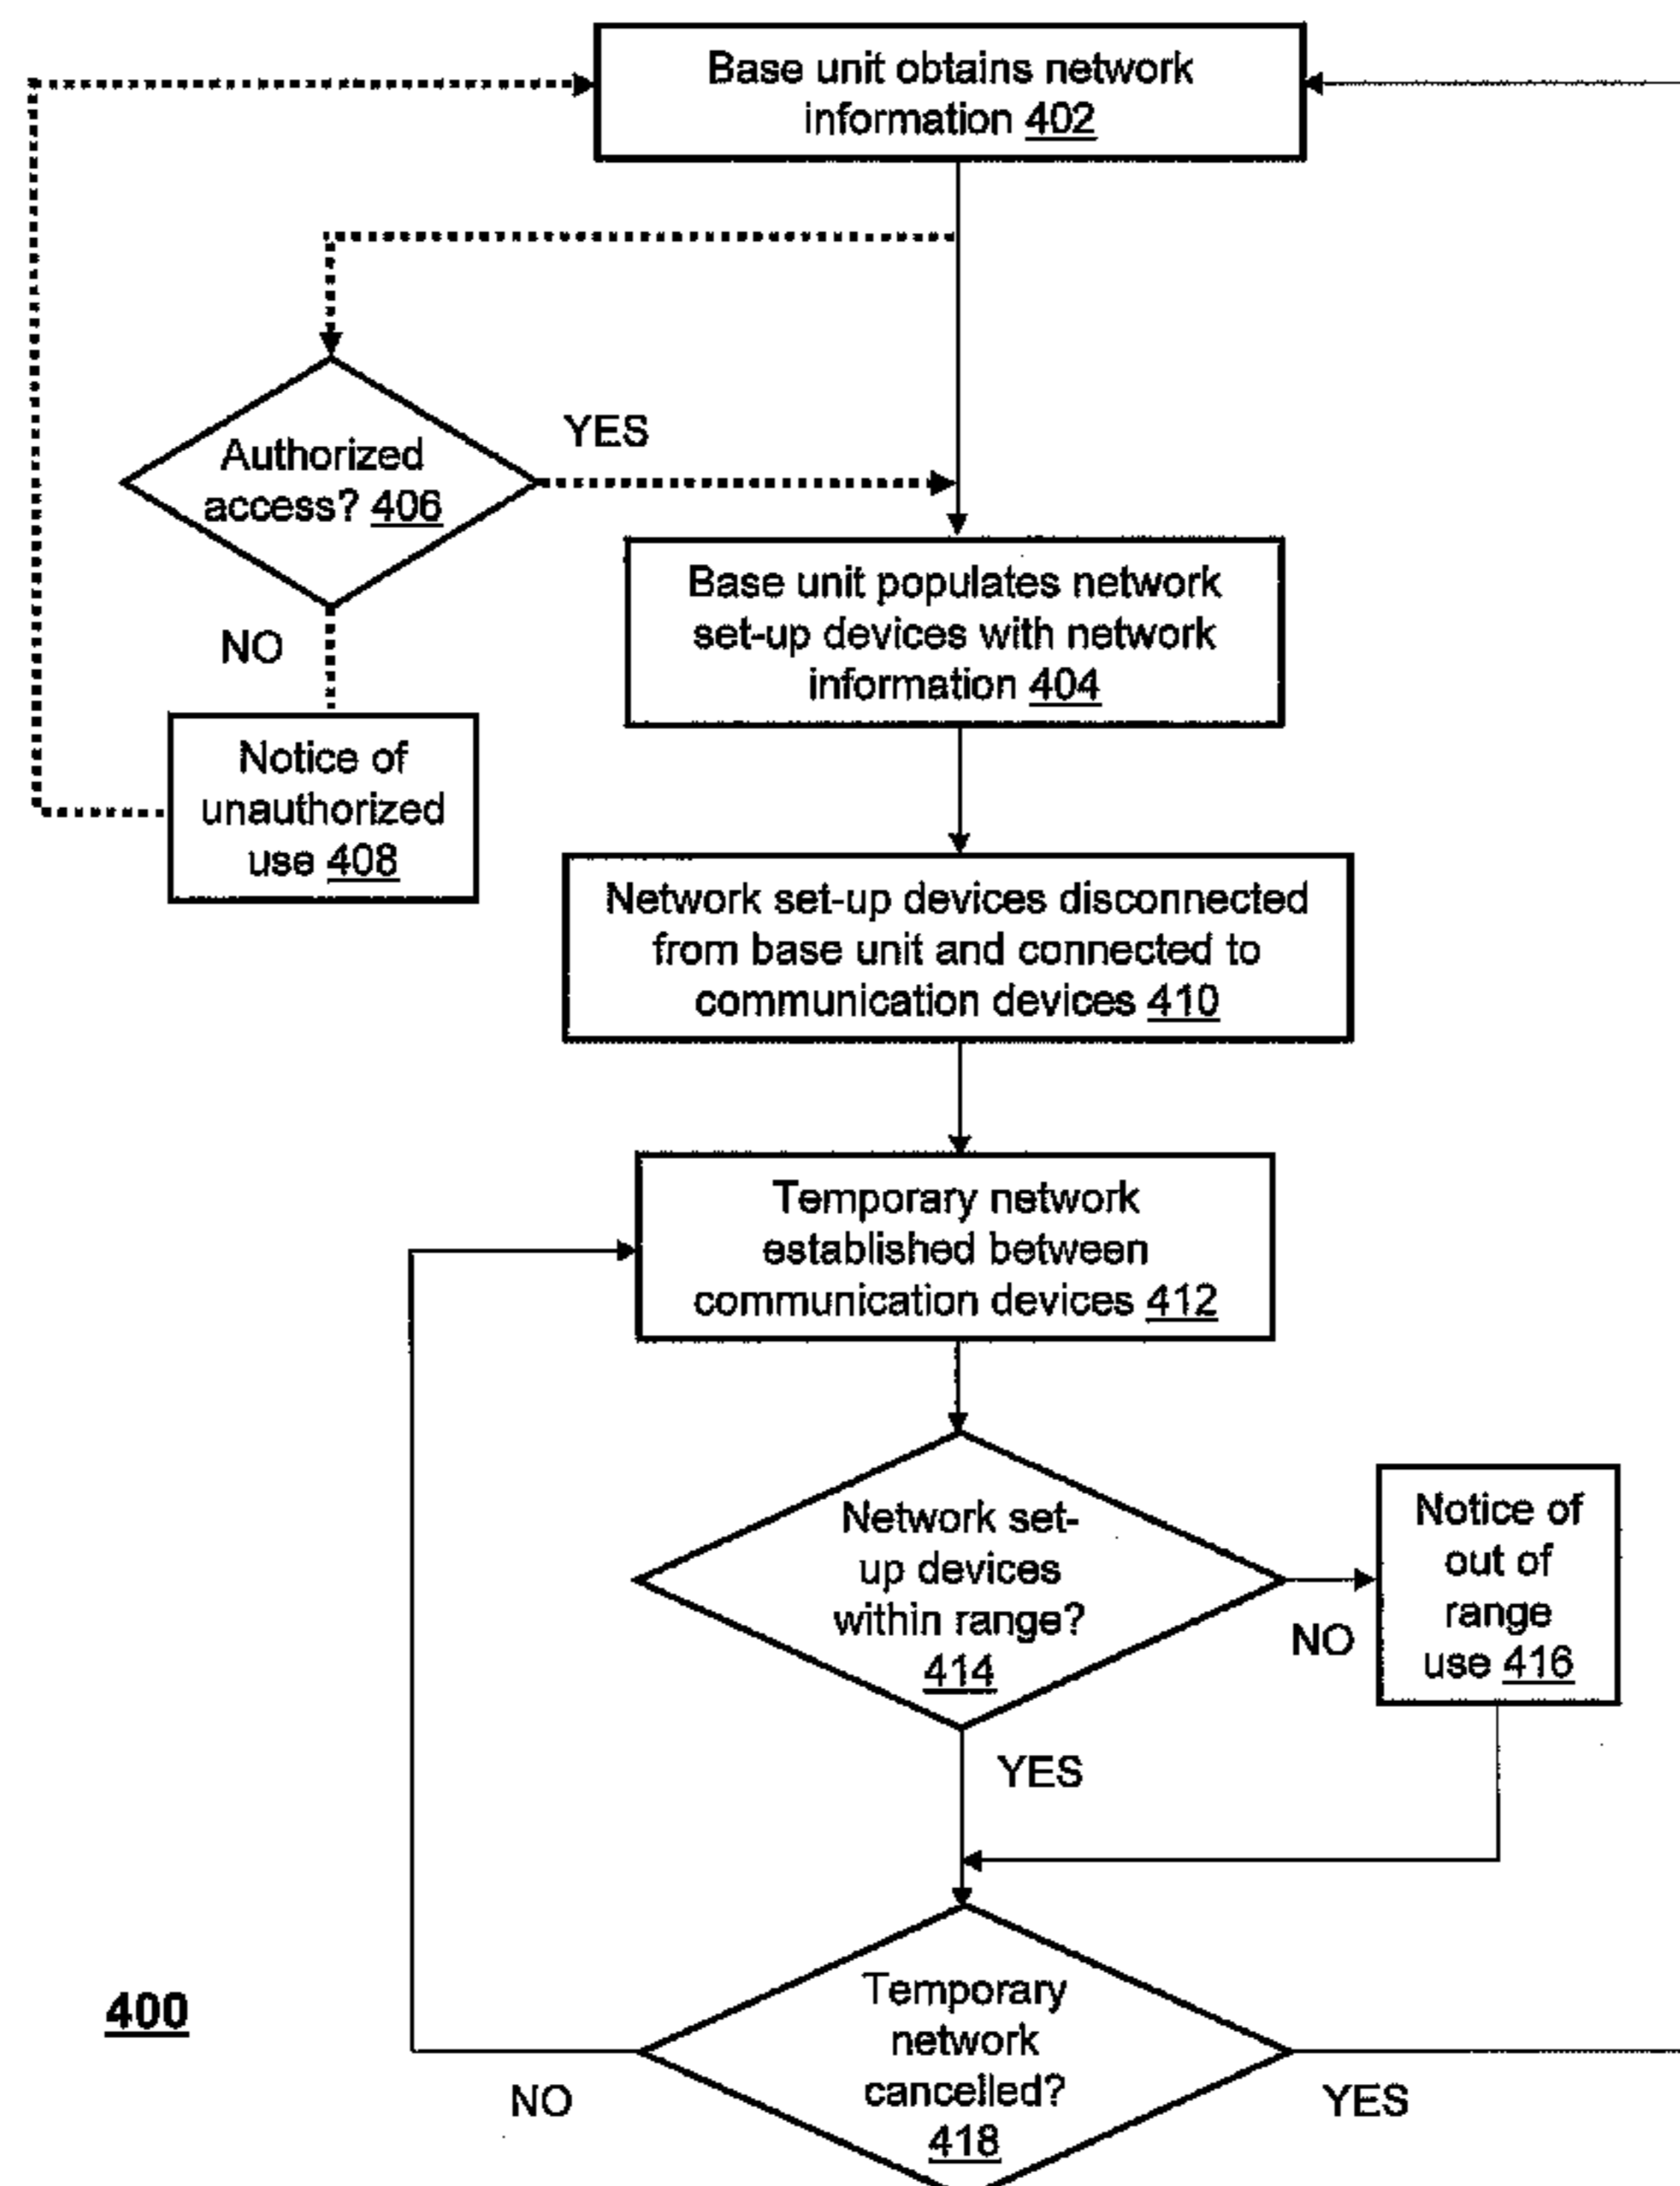 Base unit obtains network
information 402
YES
Authorized
access? 406
NO
Base unit populates network
set-up devices with network
information 404
Notice of
unauthorized
use 408
Network set-up devices disconnected
from base unit and connected to
communication devices 410
Temporary network
established between
communication devices 412
Network set-
up devices
within range?
414
NO
Notice of
out of
range
use 416
YES
Temporary
network
cancelled?
418
NO
YES
400